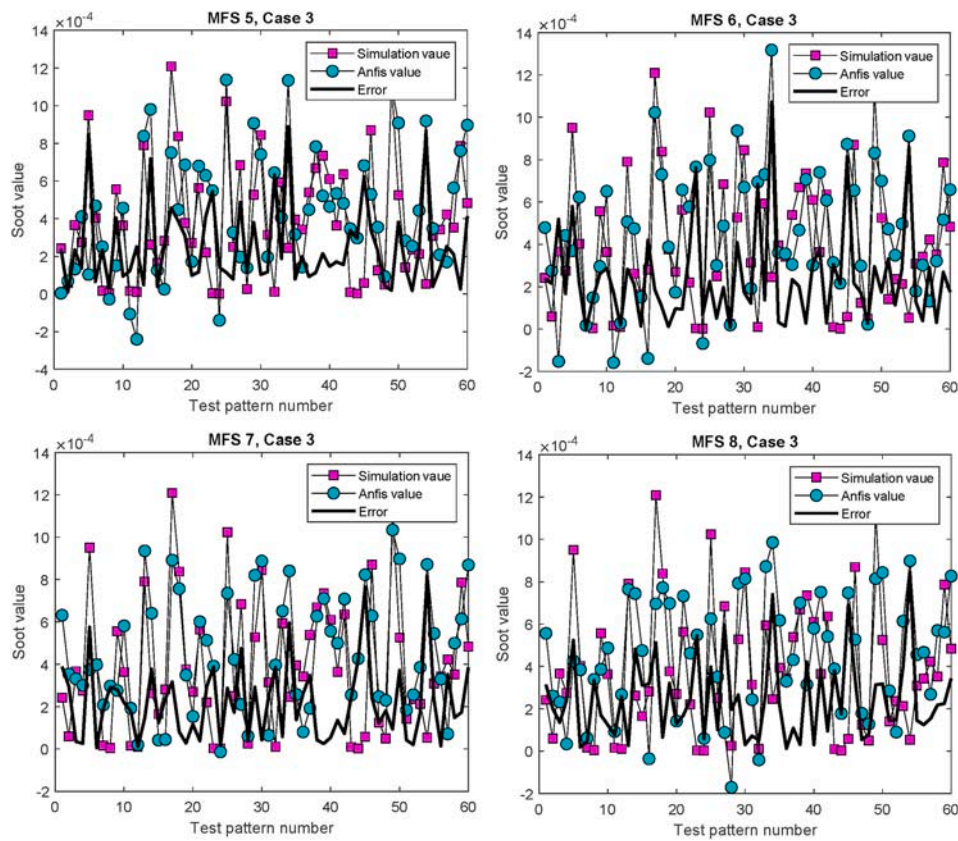 MFS 5, Case 3
×10⁻⁴
14
12
10
8
6
4
2
0
-2
-4
Soot value
0 10 20 30 40 50 60
Test pattern number
Simulation vaue
Anfis value
Error
MFS 6, Case 3
×10⁻⁴
14
12
10
8
6
4
2
0
-2
0 10 20 30 40 50 60
Test pattern number
Simulation vaue
Anfis value
Error
MFS 7, Case 3
×10⁻⁴
14
12
10
8
6
4
2
0
-2
Soot value
0 10 20 30 40 50 60
Test pattern number
Simulation vaue
Anfis value
Error
MFS 8, Case 3
×10⁻⁴
14
12
10
8
6
4
2
0
-2
0 10 20 30 40 50 60
Test pattern number
Simulation vaue
Anfis value
Error